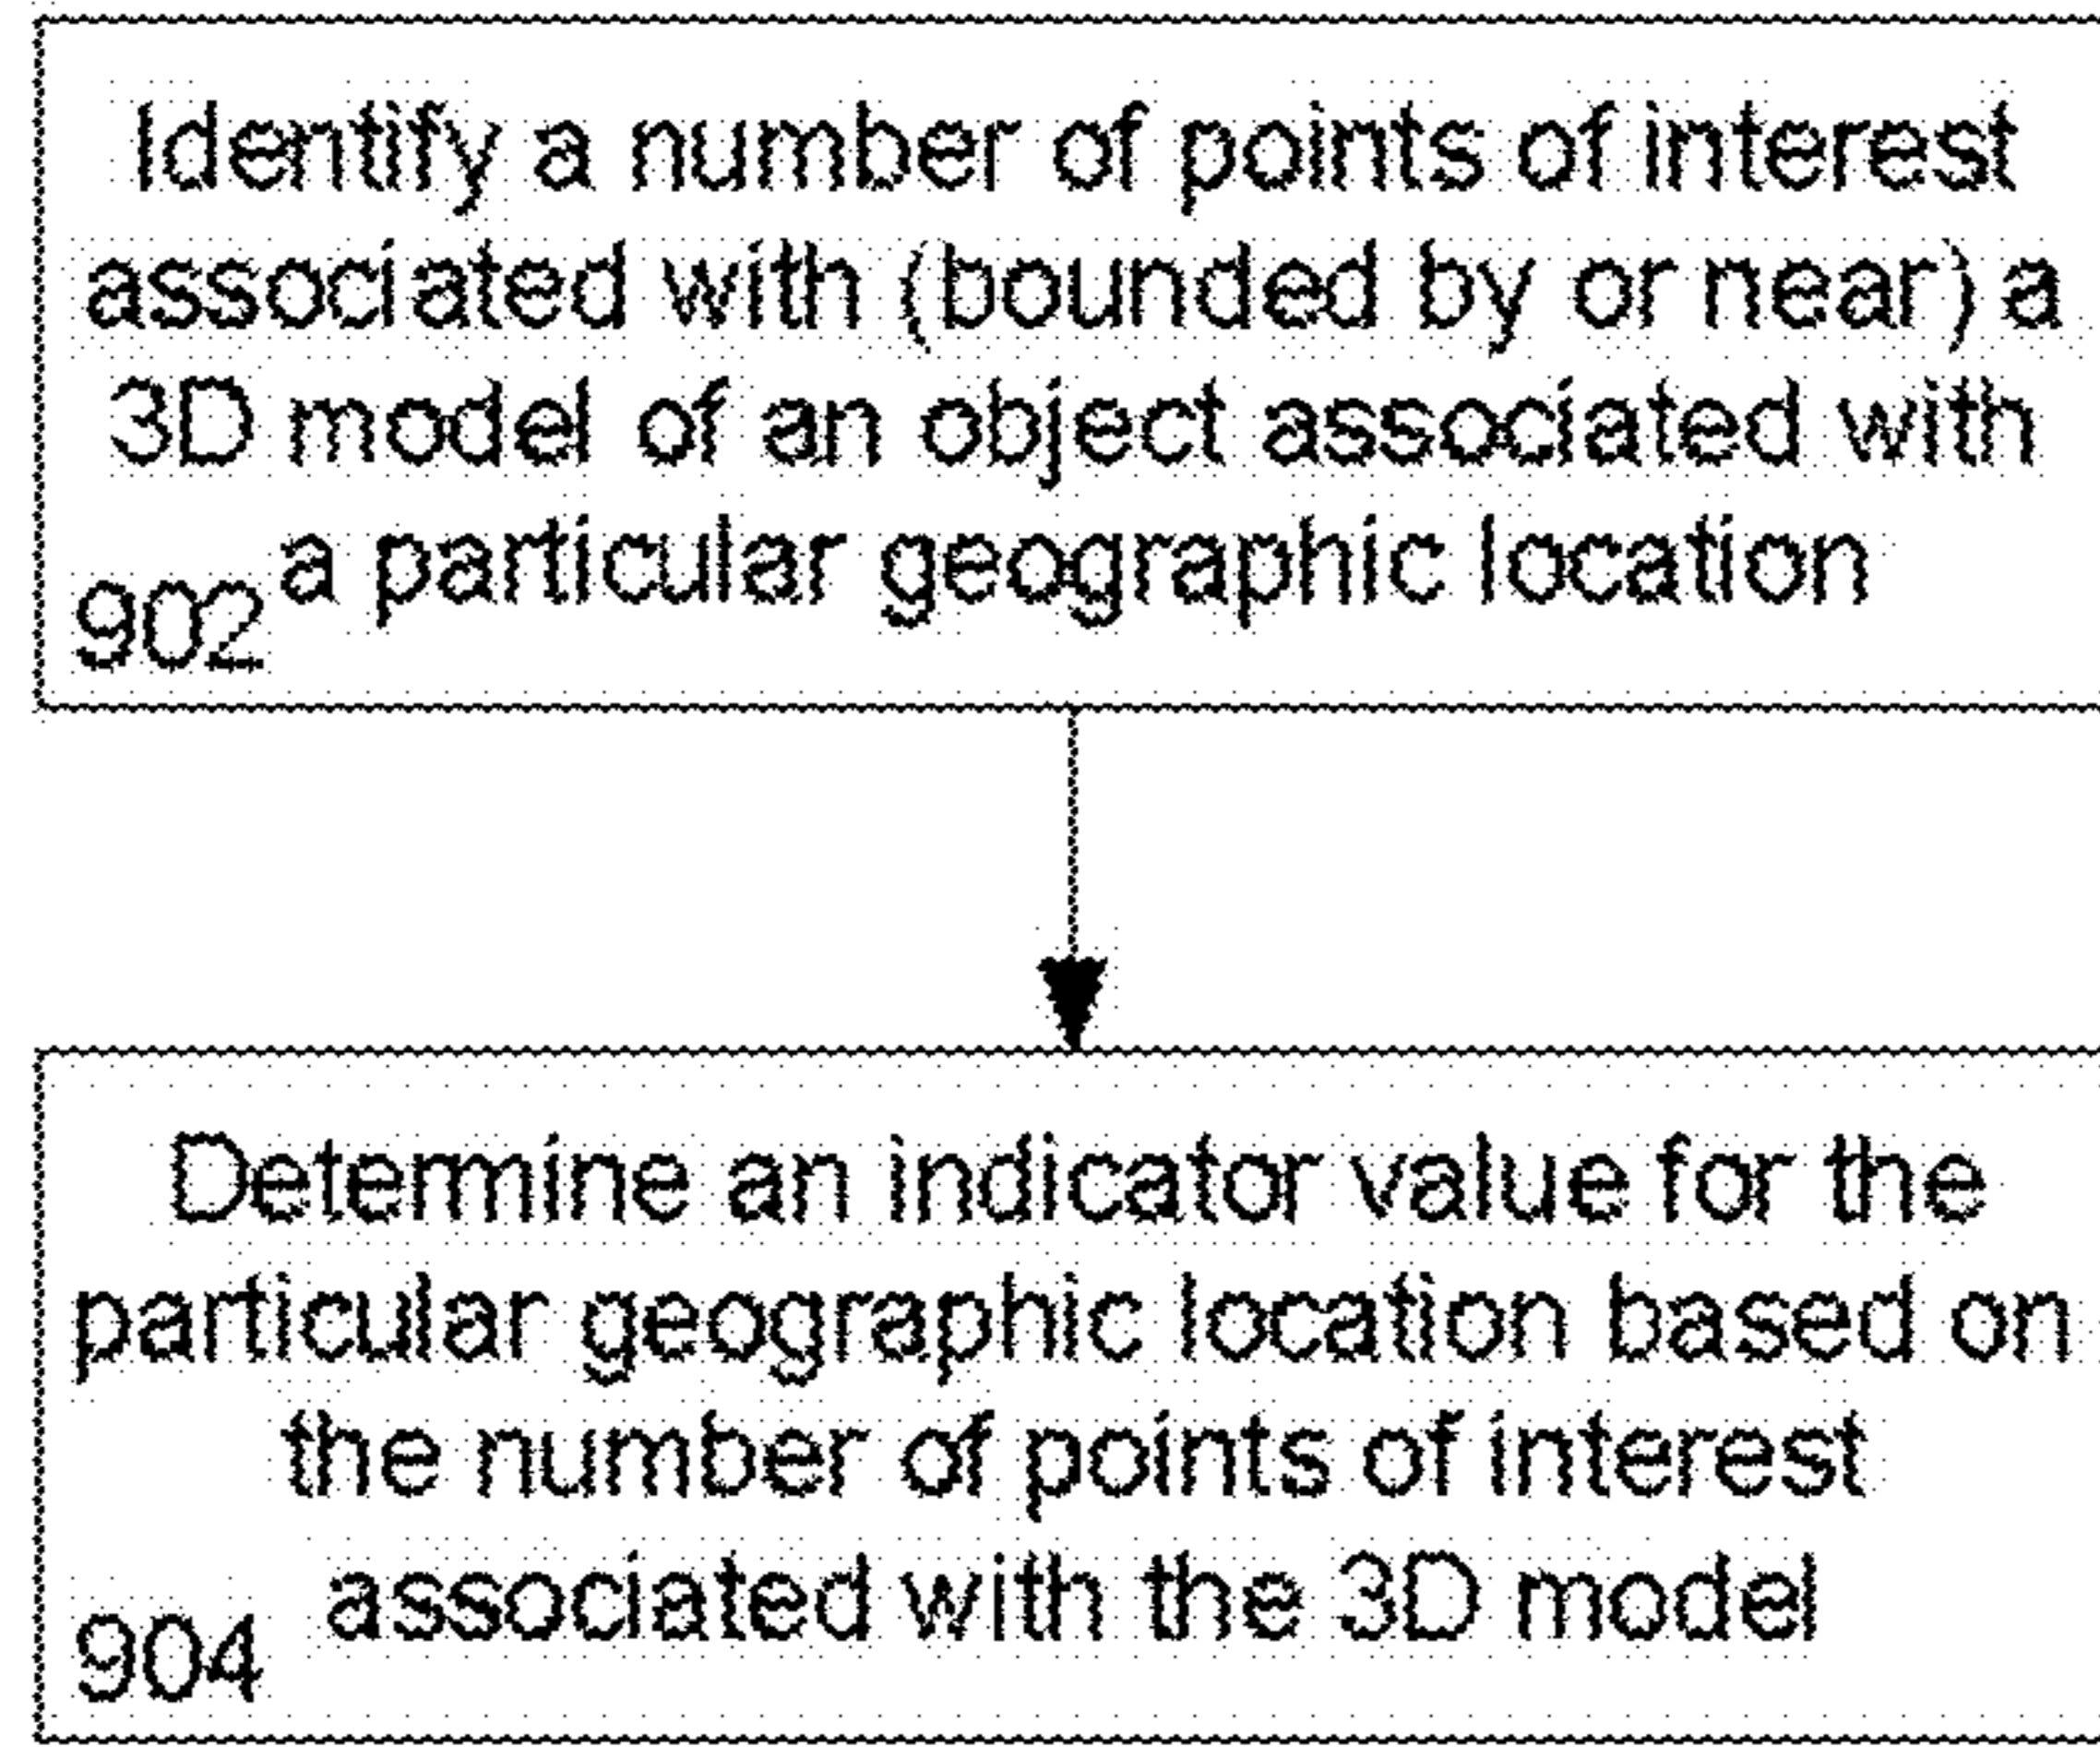 Identify a number of points of interest
associated with (bounded by or near) a
3D model of an object associated with
a particular geographic location
902
Determine an indicator value for the
particular geographic location based on
the number of points of interest
associated with the 3D model
904